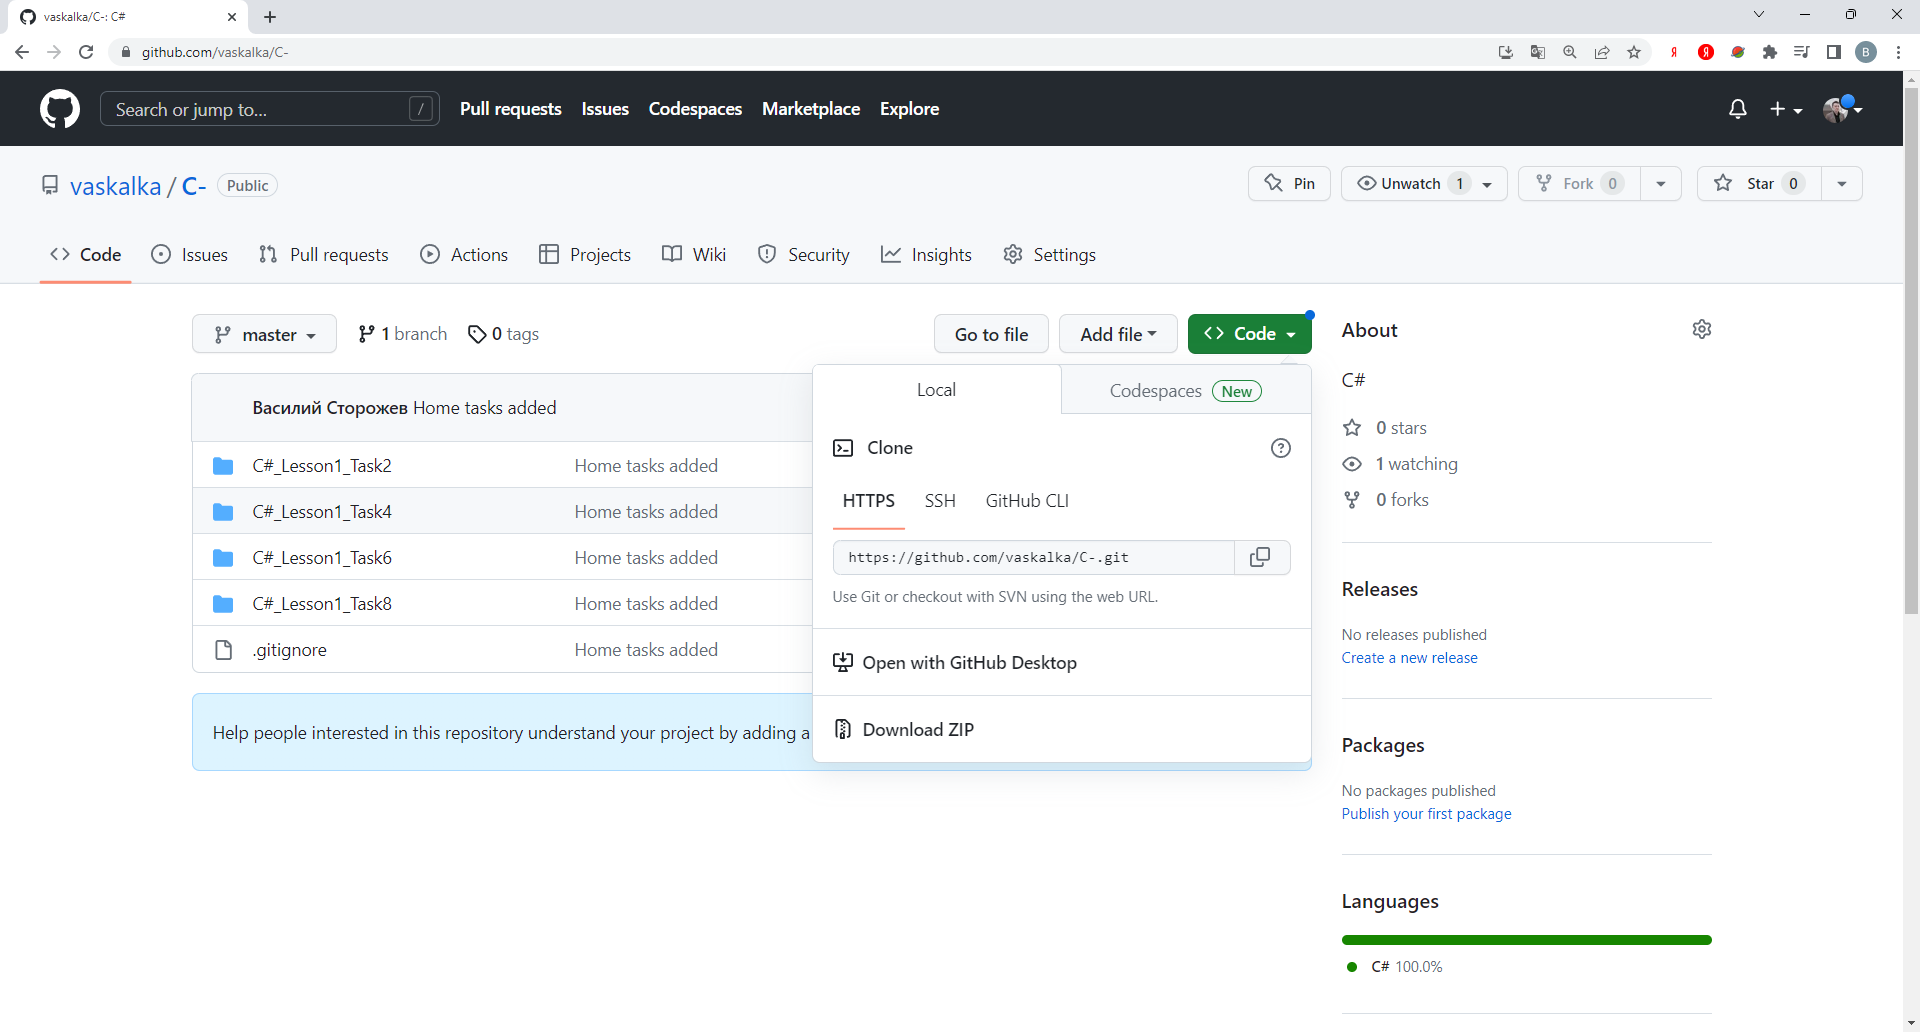 vaskalka/C-: C#
github.com/vaskalka/C-
Я
Я
B
Search or jump to... /
Pull requests Issues Codespaces Marketplace Explore
vaskalka / C- Public
Pin Unwatch 1 Fork 0 Star 0
Code Issues Pull requests Actions Projects Wiki Security Insights Settings
master 1 branch 0 tags Go to file Add file Code
Local Codespaces New
Василий Сторожев Home tasks added
C#_Lesson1_Task2 Home tasks added
C#_Lesson1_Task4 Home tasks added
C#_Lesson1_Task6 Home tasks added
C#_Lesson1_Task8 Home tasks added
.gitignore Home tasks added
Help people interested in this repository understand your project by adding a
Clone
HTTPS SSH GitHub CLI
https://github.com/vaskalka/C-.git
Use Git or checkout with SVN using the web URL.
Open with GitHub Desktop
Download ZIP
About
C#
0 stars
1 watching
0 forks
Releases
No releases published
Create a new release
Packages
No packages published
Publish your first package
Languages
C# 100.0%